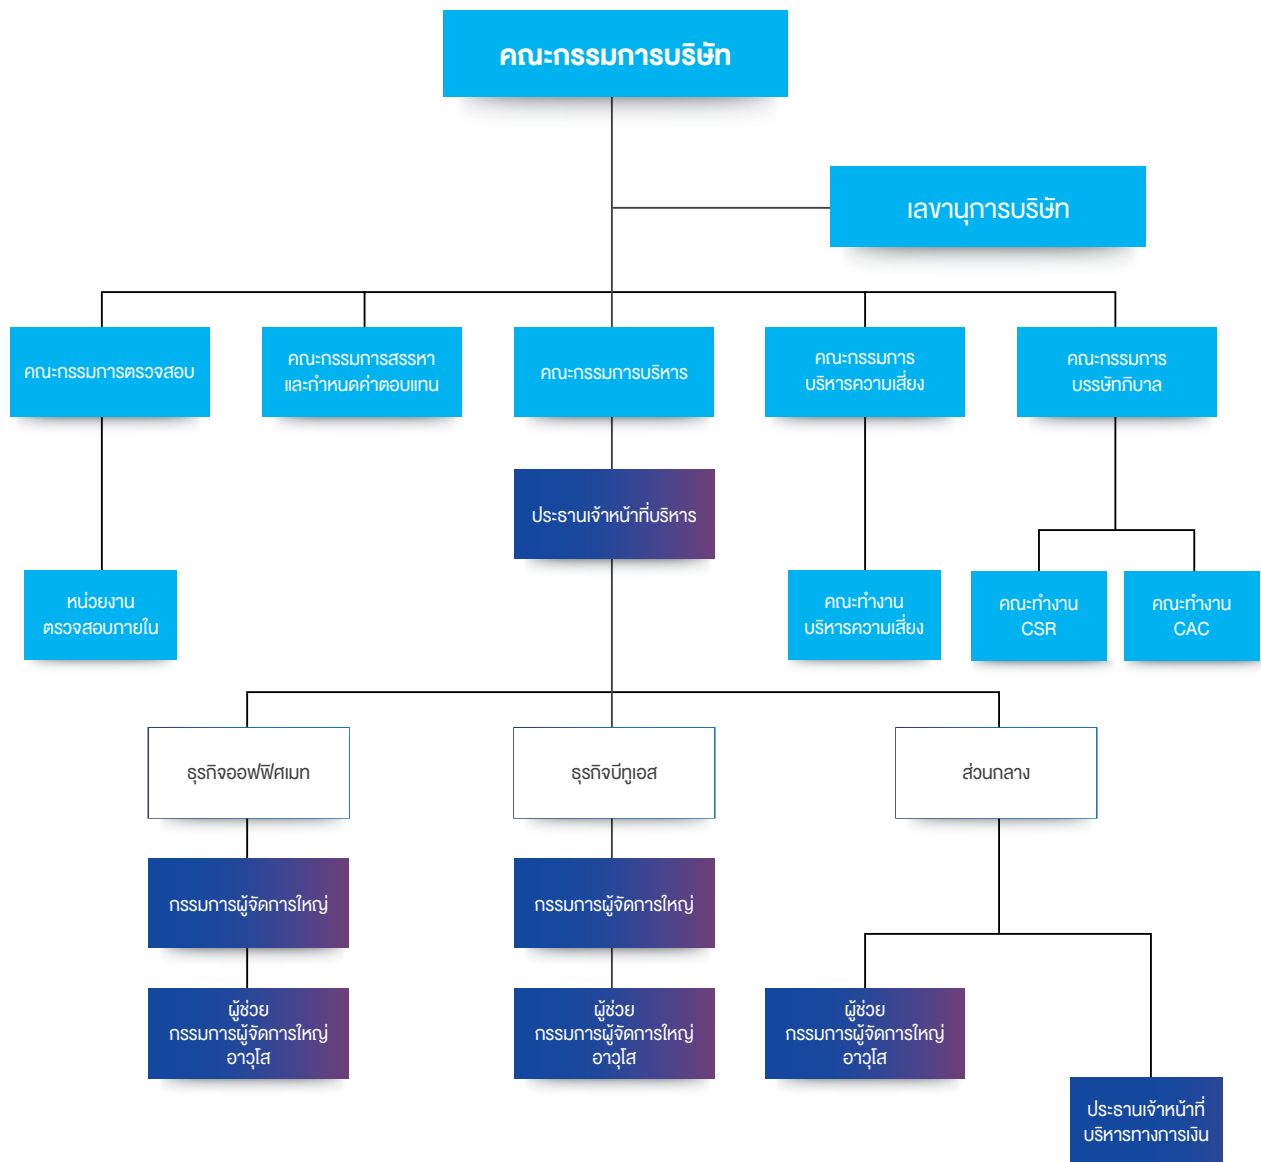 คณะกรรมการบริษัท
เลขานุการบริษัท
คณะกรรมการตรวจสอบ
คณะกรรมการสรรหา
และกำหนดค่าตอบแทน
คณะกรรมการบริหาร
คณะกรรมการ
บริหารความเสี่ยง
คณะกรรมการ
บรรษัทภิบาล
ประธานเจ้าหน้าที่บริหาร
หน่วยงาน
ตรวจสอบภายใน
คณะทำงาน
บริหารความเสี่ยง
คณะทำงาน
CSR
คณะทำงาน
CAC
ธุรกิจออฟฟิศเมท
ธุรกิจบีทูเอส
ส่วนกลาง
กรรมการผู้จัดการใหญ่
กรรมการผู้จัดการใหญ่
ผู้ช่วย
กรรมการผู้จัดการใหญ่
อาวุโส
ผู้ช่วย
กรรมการผู้จัดการใหญ่
อาวุโส
ผู้ช่วย
กรรมการผู้จัดการใหญ่
อาวุโส
ประธานเจ้าหน้าที่
บริหารทางการเงิน